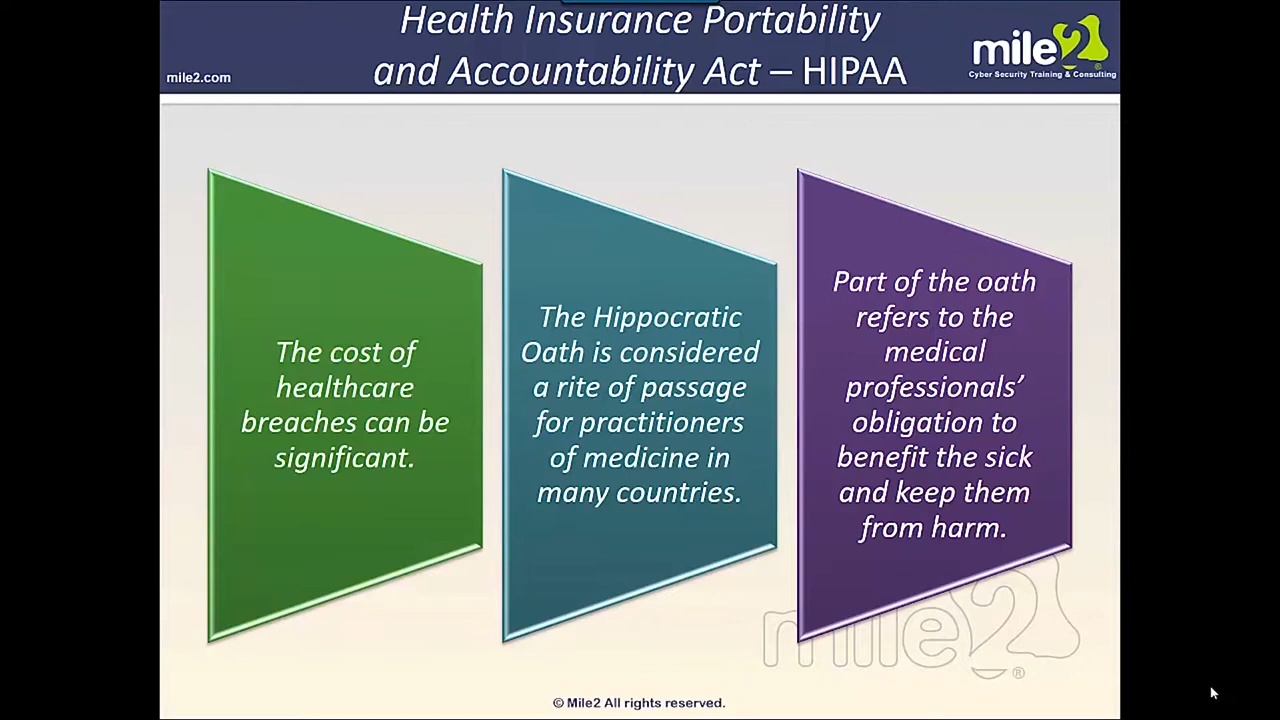 Health Insurance Portability
and Accountability Act – HIPAA
mile2.com
mile2
Cyber Security Training & Consulting
The cost of
healthcare
breaches can be
significant.
The Hippocratic
Oath is considered
a rite of passage
for practitioners
of medicine in
many countries.
Part of the oath
refers to the
medical
professionals’
obligation to
benefit the sick
and keep them
from harm.
mile2®
© Mile2 All rights reserved.